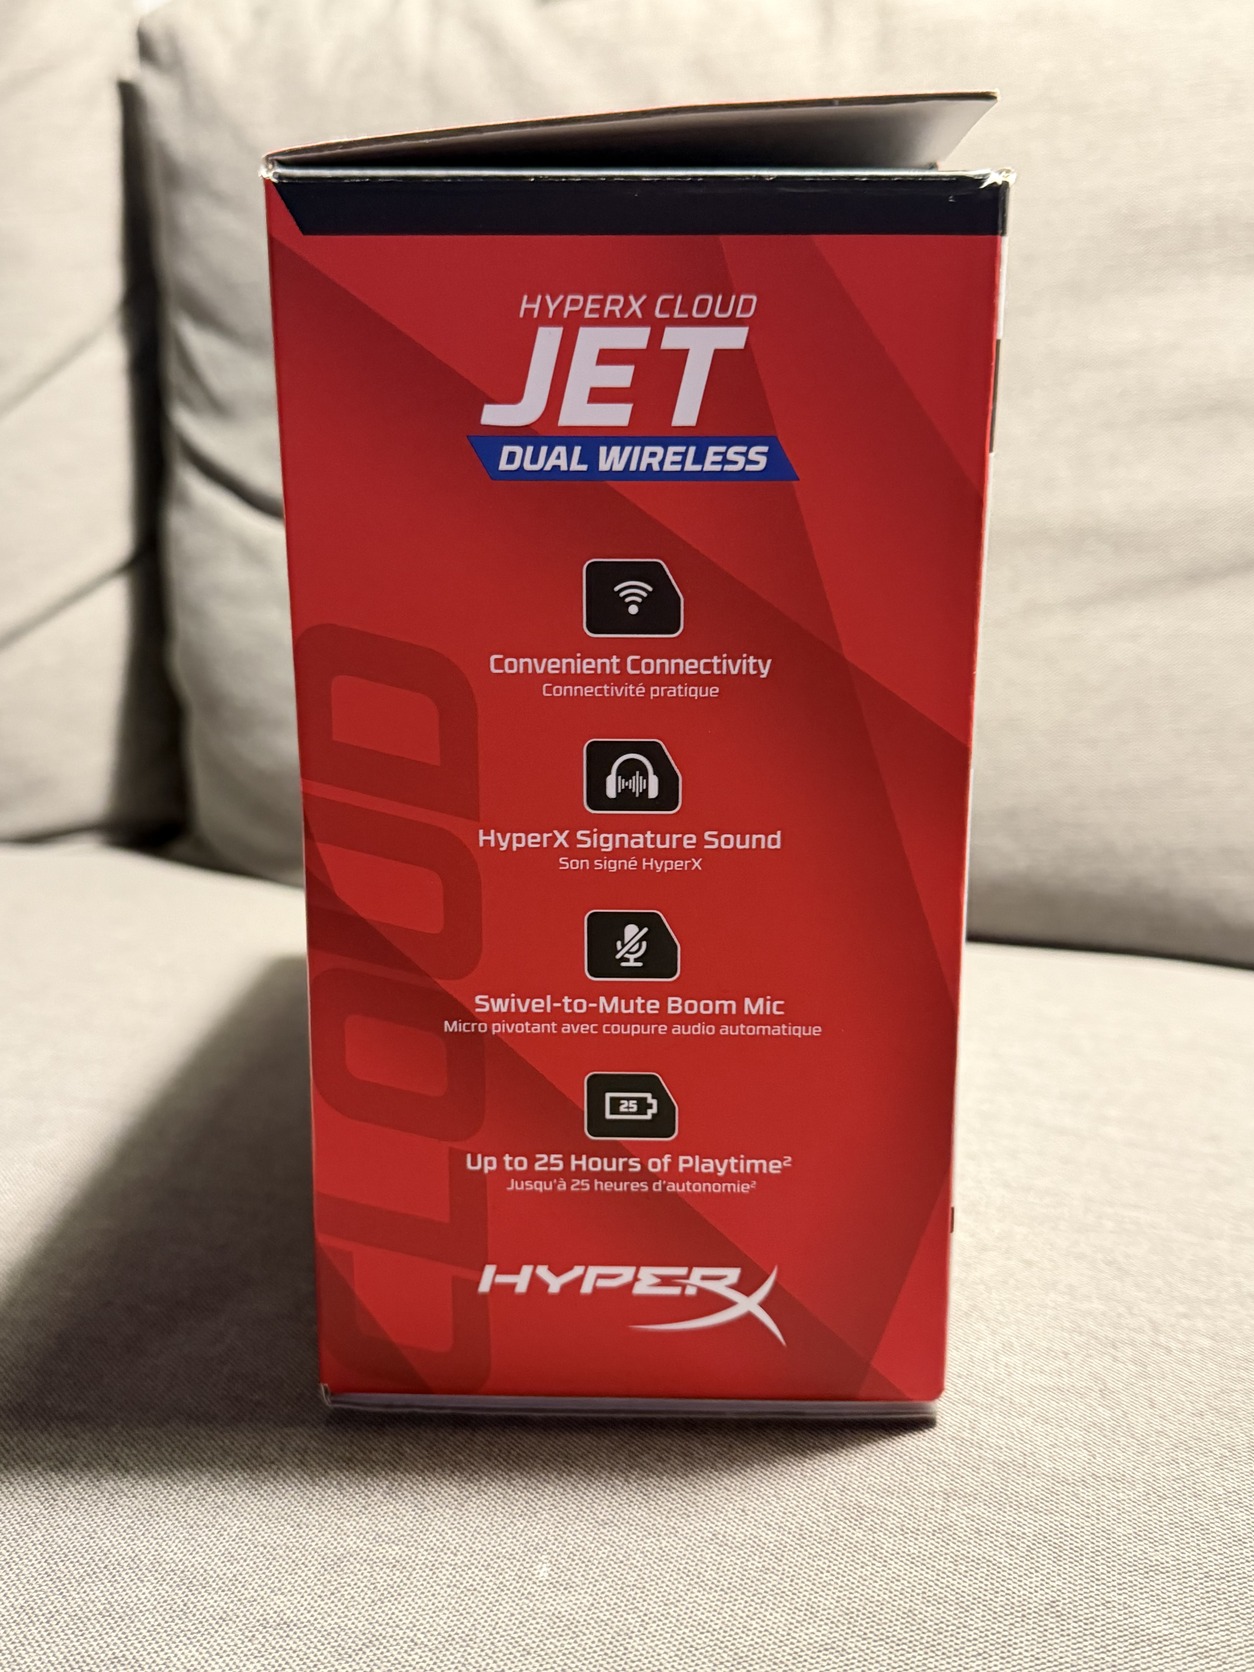 HYPERX CLOUD
JET
DUAL WIRELESS
Convenient Connectivity
Connectivité pratique
HyperX Signature Sound
Son signé HyperX
Swivel-to-Mute Boom Mic
Micro pivotant avec coupure audio automatique
25
Up to 25 Hours of Playtime²
Jusqu'à 25 heures d'autonomie²
HYPERX
CLOUD